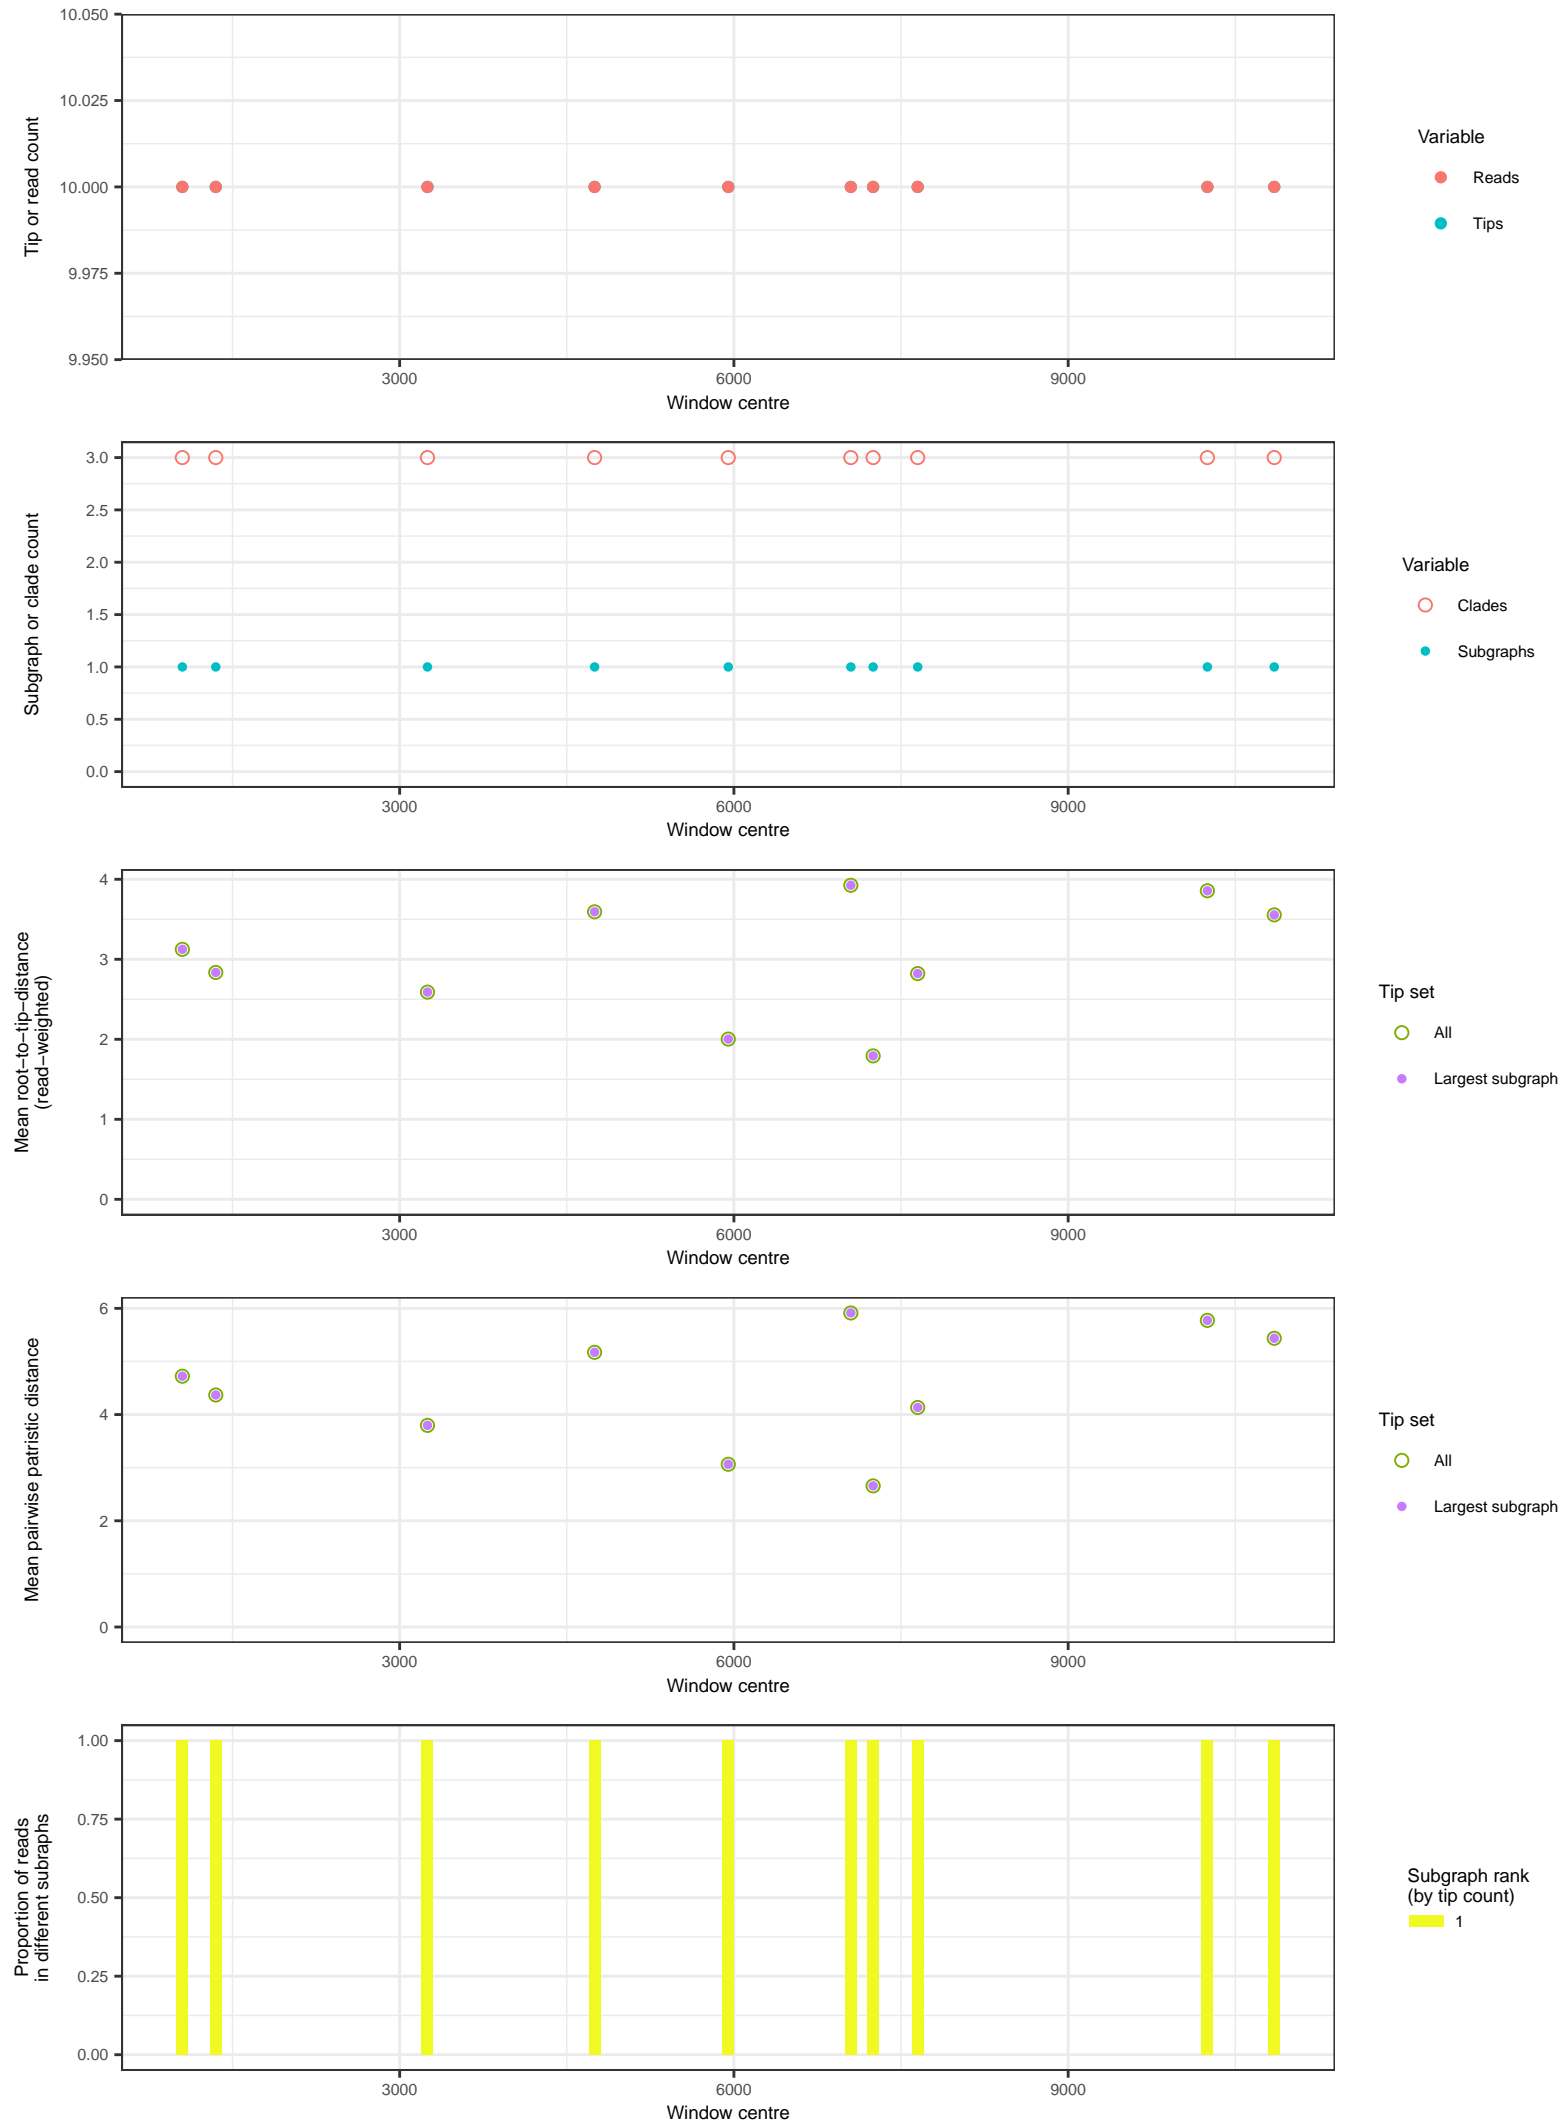 10.050
10.025
10.000
9.975
9.950
Tip or read count
3000 6000 9000
Window centre
Variable
Reads
Tips
3.0
2.5
2.0
1.5
1.0
0.5
0.0
Subgraph or clade count
3000 6000 9000
Window centre
Variable
Clades
Subgraphs
4
3
2
1
0
Mean root−to−tip−distance
(read−weighted)
3000 6000 9000
Window centre
Tip set
All
Largest subgraph
6
4
2
0
Mean pairwise patristic distance
3000 6000 9000
Window centre
Tip set
All
Largest subgraph
1.00
0.75
0.50
0.25
0.00
Proportion of reads
in different subraphs
3000 6000 9000
Window centre
Subgraph rank
(by tip count)
1